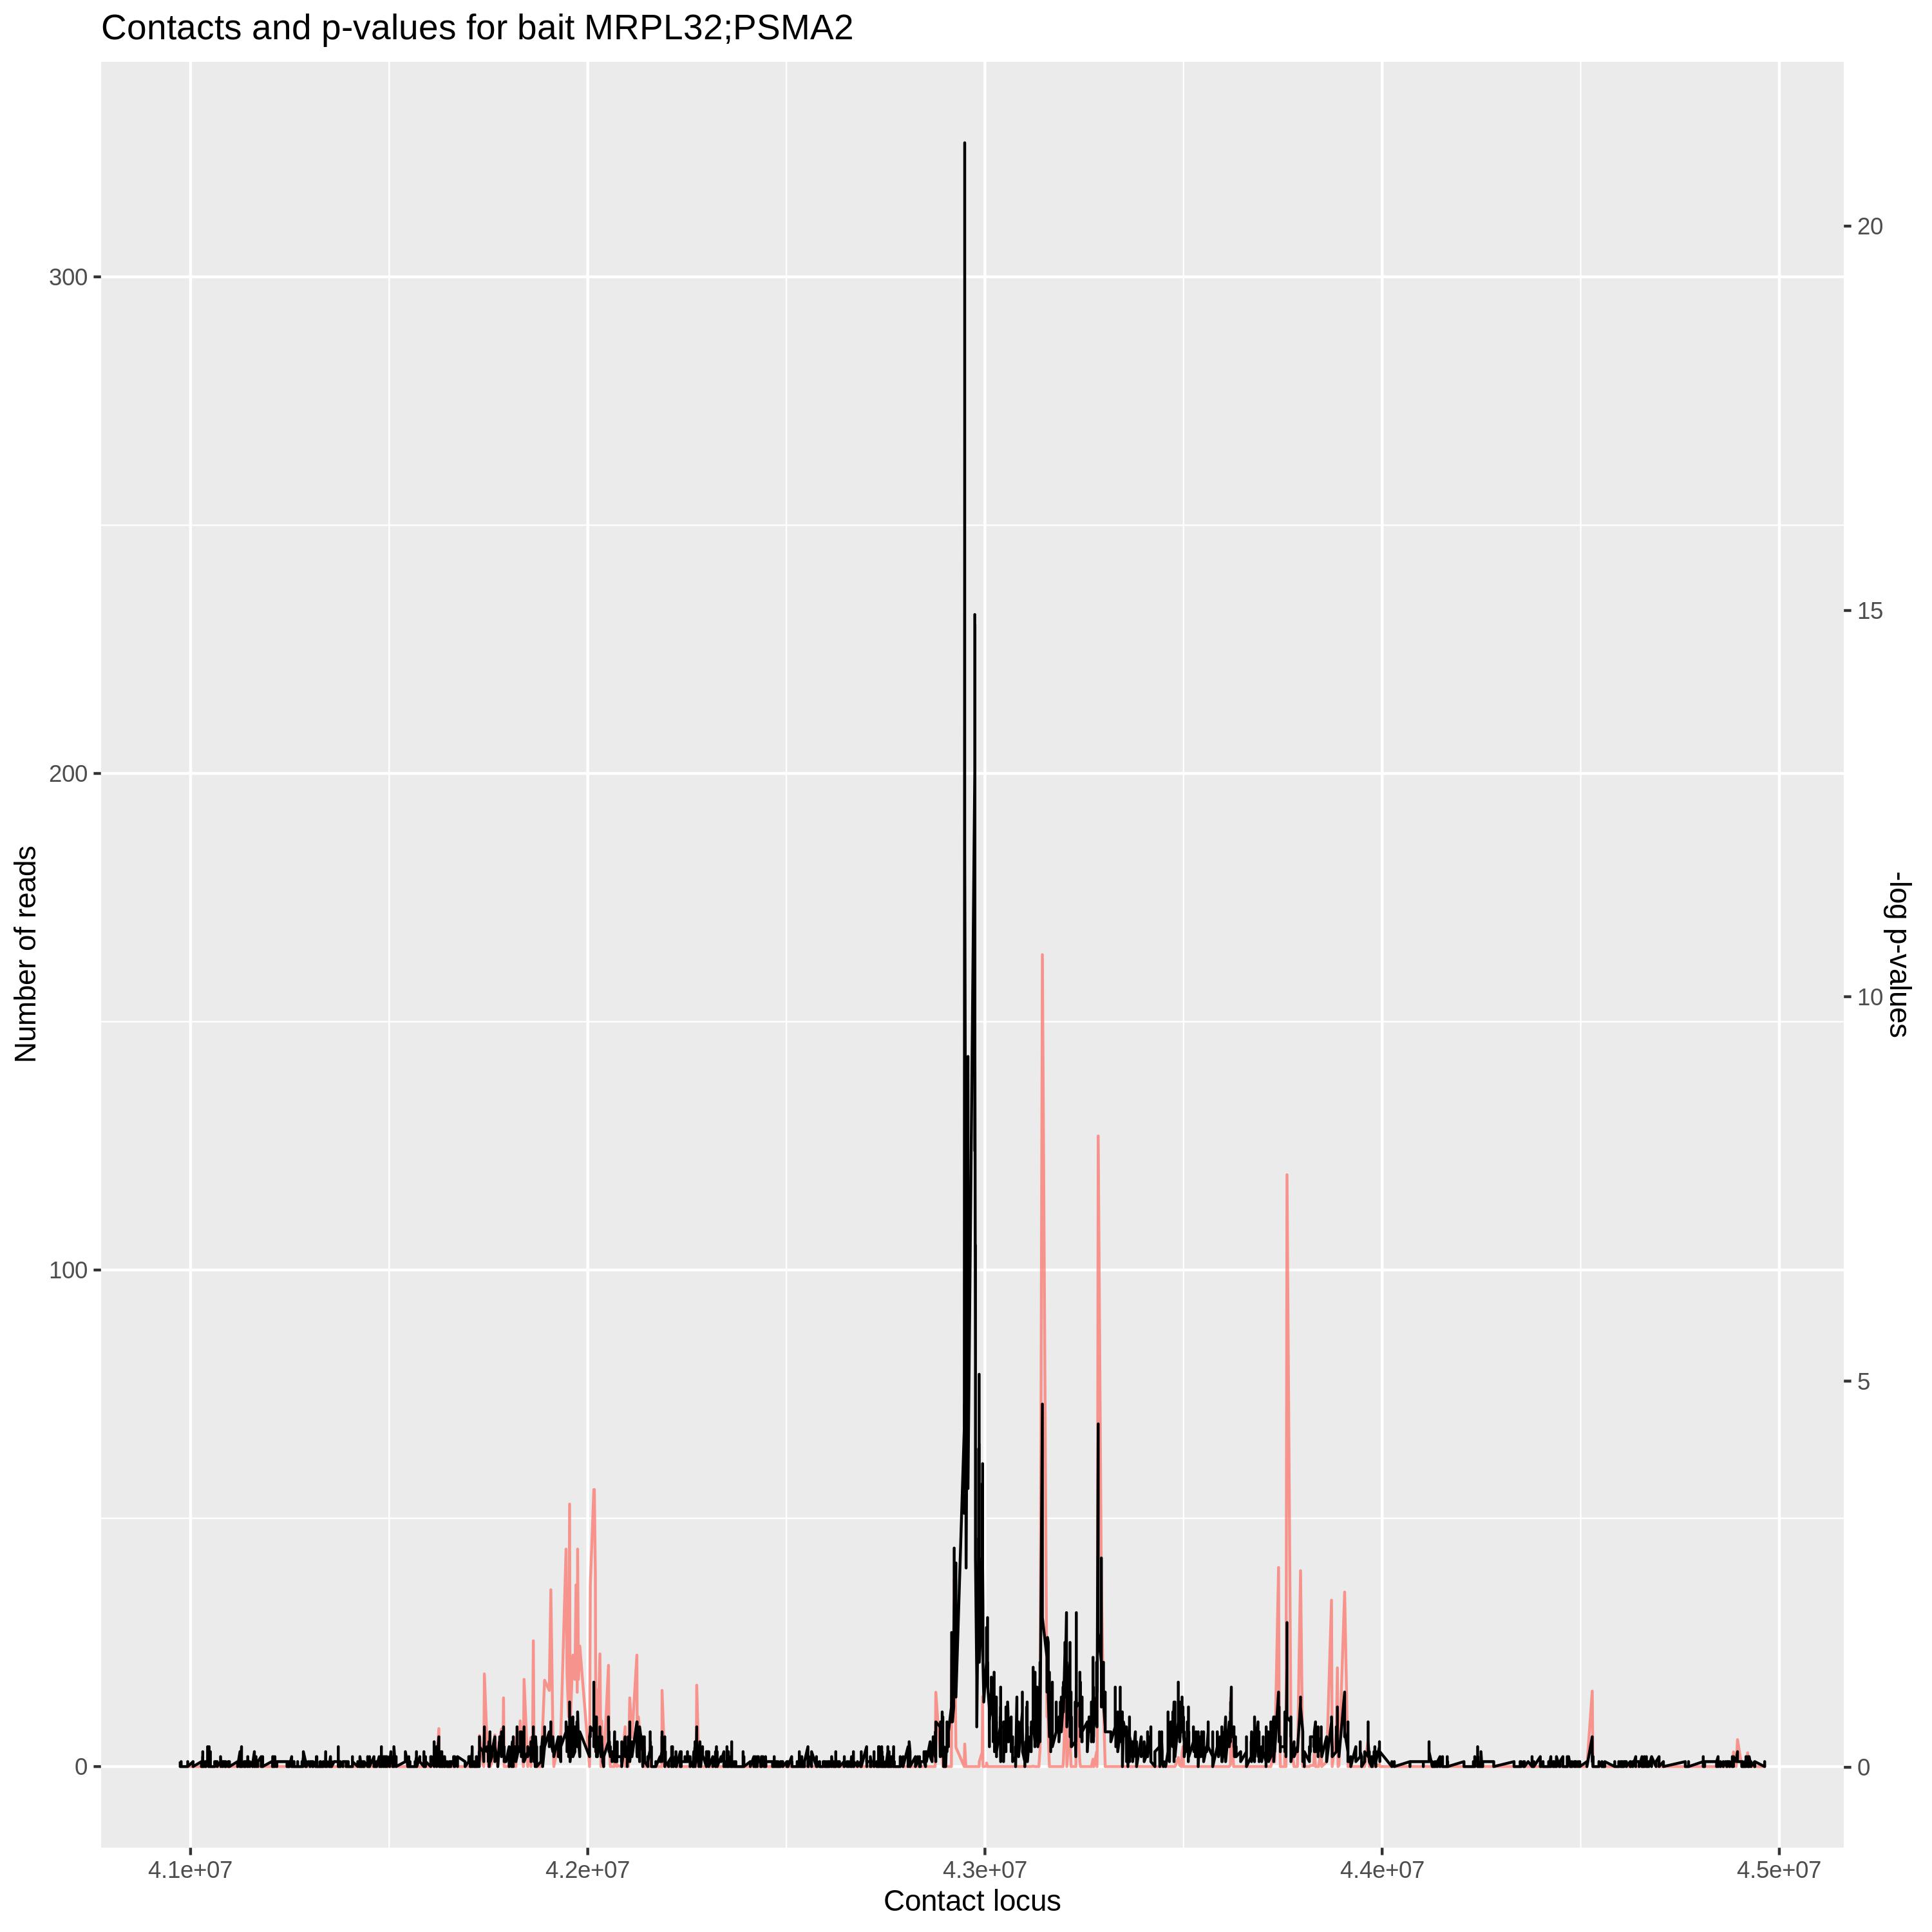 Contacts and p-values for bait MRPL32;PSMA2
300
200
100
0
Number of reads
20
15
10
5
0
-log p-values
4.1e+07 4.2e+07 4.3e+07 4.4e+07 4.5e+07
Contact locus